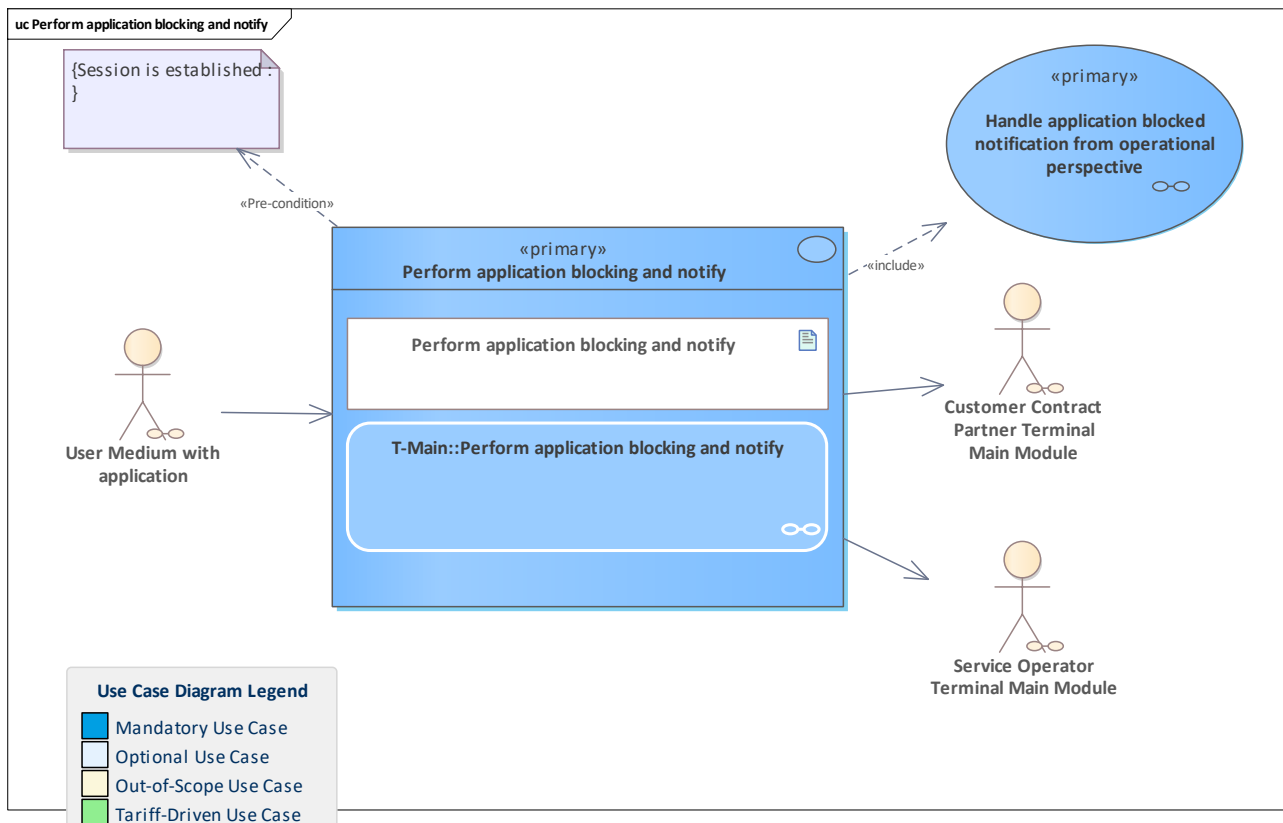 uc Perform application blocking and notify
{Session is established :
}
«primary»
Handle application blocked
notification from operational
perspective
«Pre-condition»
«primary»
Perform application blocking and notify
«include»
Perform application blocking and notify
T-Main::Perform application blocking and notify
User Medium with
application
Customer Contract
Partner Terminal
Main Module
Service Operator
Terminal Main Module
Use Case Diagram Legend
Mandatory Use Case
Optional Use Case
Out-of-Scope Use Case
Tariff-Driven Use Case